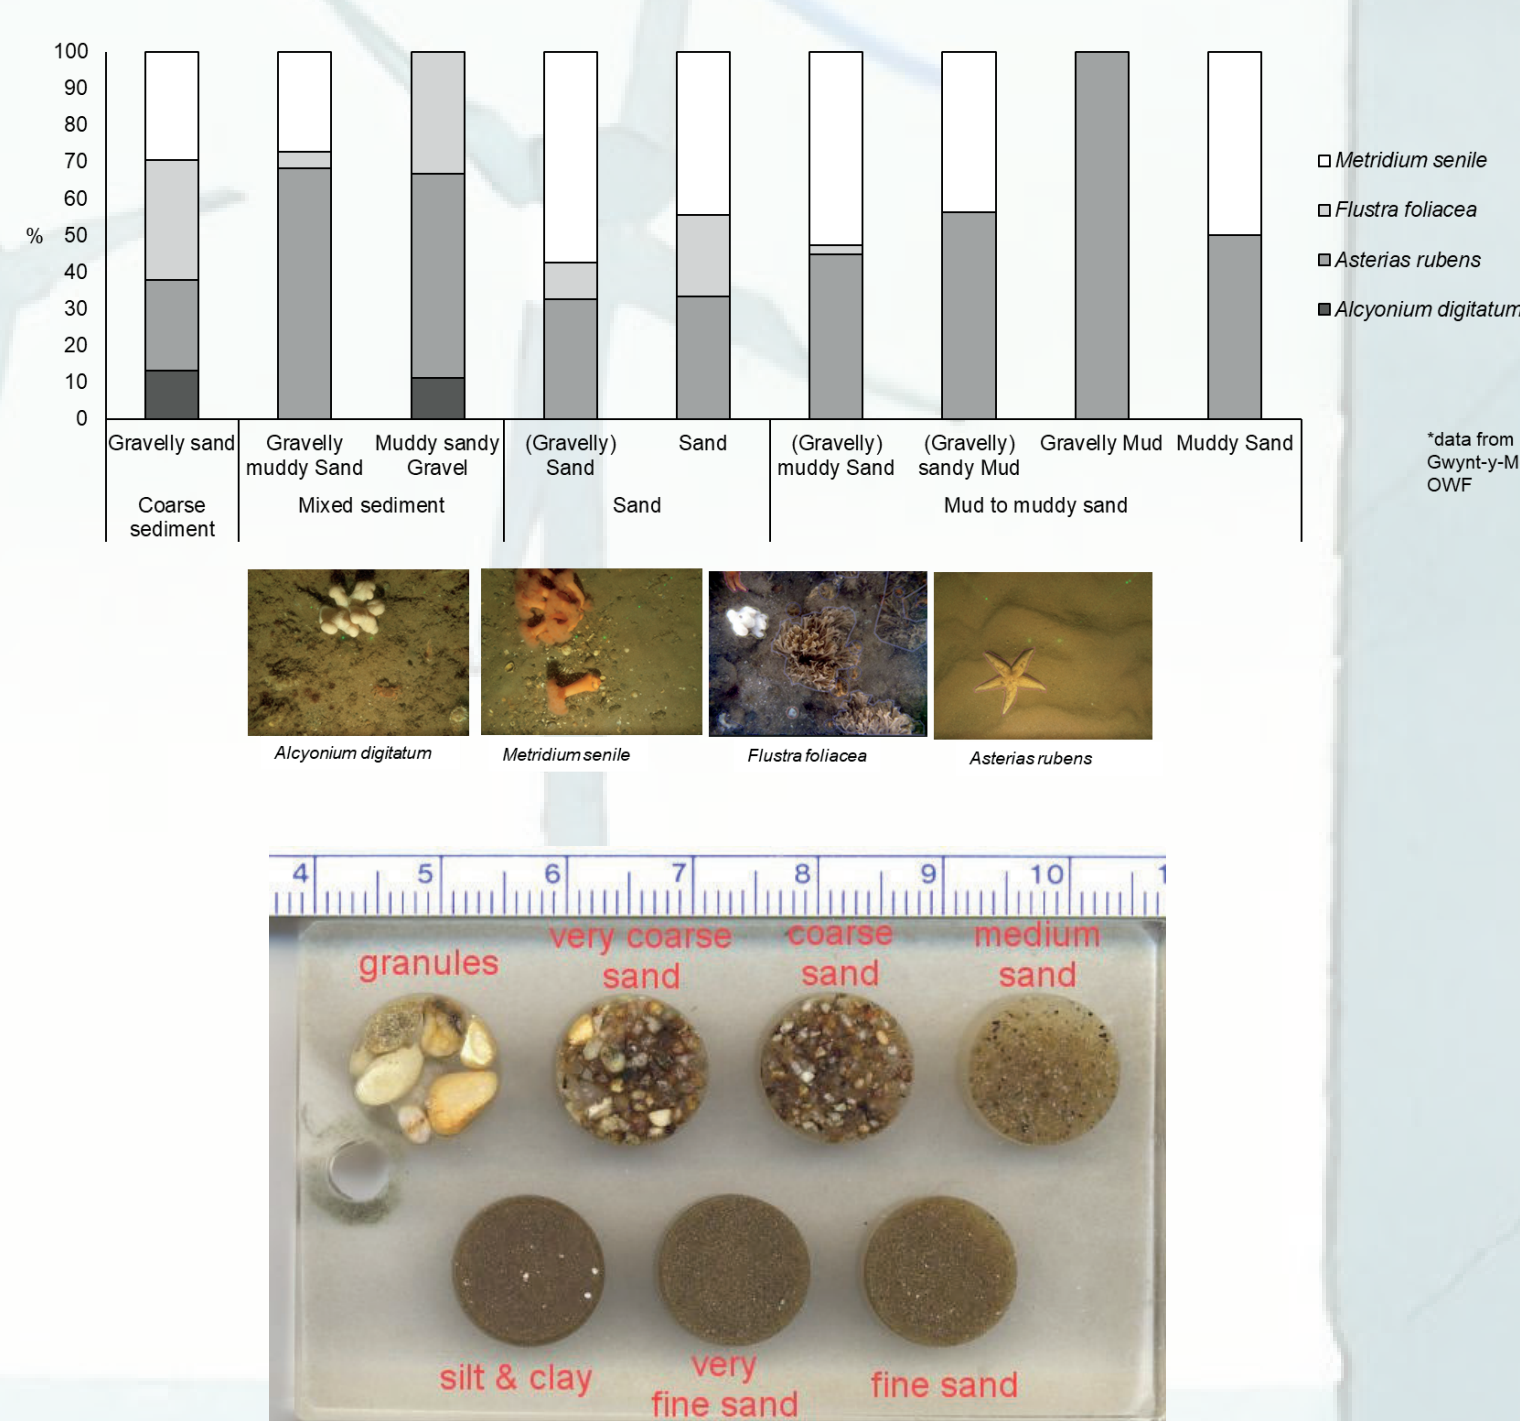 100
90
80
70
60
50
40
30
20
10
0
%
Metridium senile
Flustra foliacea
Asterias rubens
Alcyonium digitatum
Gravelly sand
Gravelly
muddy Sand
Muddy sandy
Gravel
(Gravelly)
Sand
Sand
(Gravelly)
muddy Sand
(Gravelly)
sandy Mud
Gravelly Mud
Muddy Sand
Coarse
sediment
Mixed sediment
Sand
Mud to muddy sand
*data from
Gwynt-y-M
OWF
Alcyonium digitatum
Metridium senile
Flustra foliacea
Asterias rubens
4 5 6 7 8 9 10 1
granules
very coarse
sand
coarse
sand
medium
sand
silt & clay
very
fine sand
fine sand